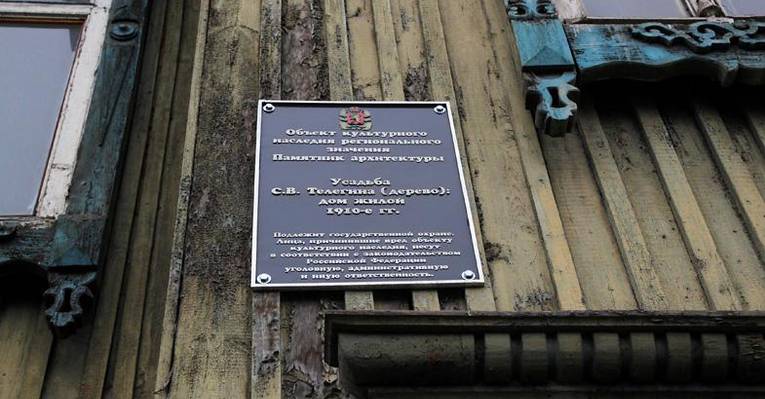 Объект культурного
наследия регионального
значения
Памятник архитектуры
Усадьба
С.В. Телегина (дерево):
дом жилой
1910-е гг.
Подлежит государственной охране.
Лица, причинившие вред объекту
культурного наследия, несут
в соответствии с законодательством
Российской Федерации
уголовную, административную
и иную ответственность.